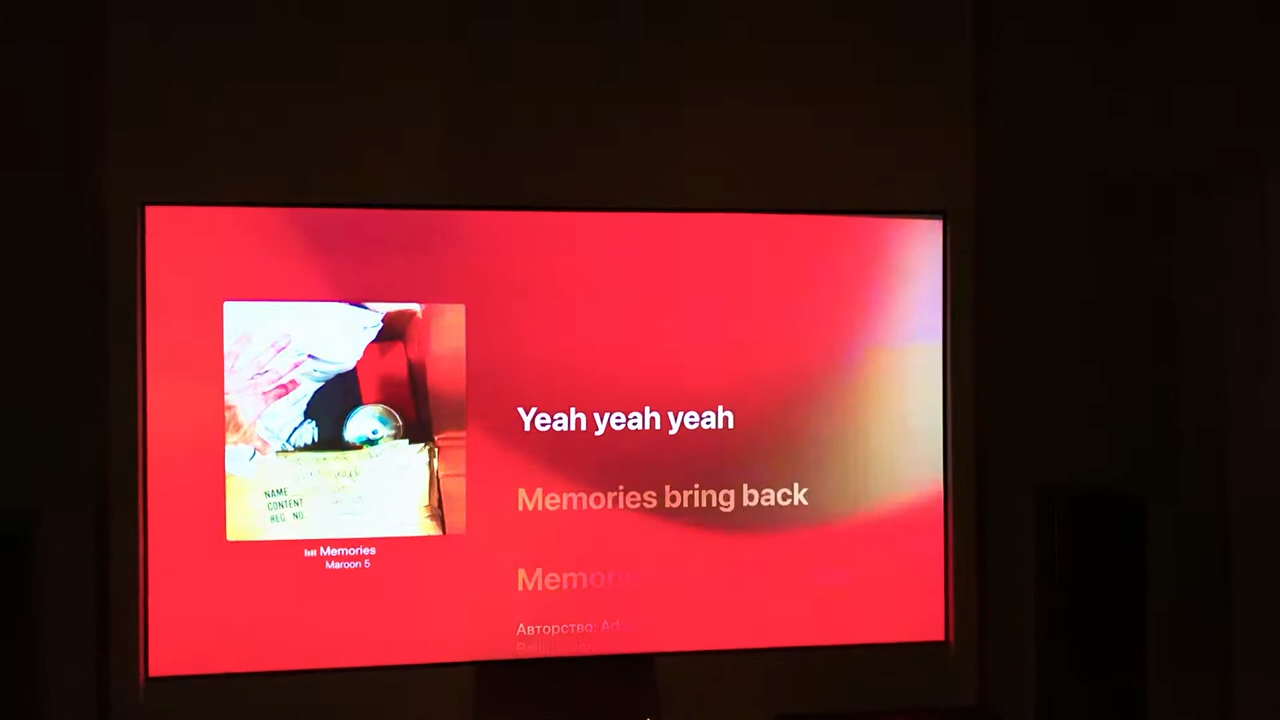 Yeah yeah yeah
Memories bring back
NAME
CONTENT
REG NO.
Memories
Maroon 5
Авторство: